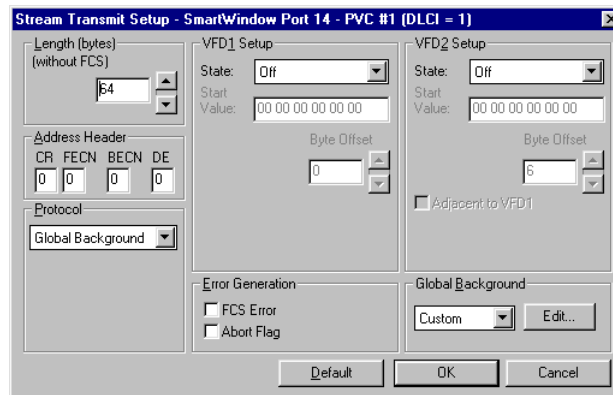 Stream Transmit Setup - SmartWindow Port 14 - PVC #1 (DLCI = 1)
Length (bytes)
(without FCS)
64
Address Header
CR FECN BECN DE
0 0 0 0
Protocol
Global Background
VFD1 Setup
State: Off
Start
Value: 00 00 00 00 00 00
Byte Offset
0
Error Generation
FCS Error
Abort Flag
VFD2 Setup
State: Off
Start
Value: 00 00 00 00 00 00
Byte Offset
6
Adjacent to VFD1
Global Background
Custom Edit...
Default OK Cancel